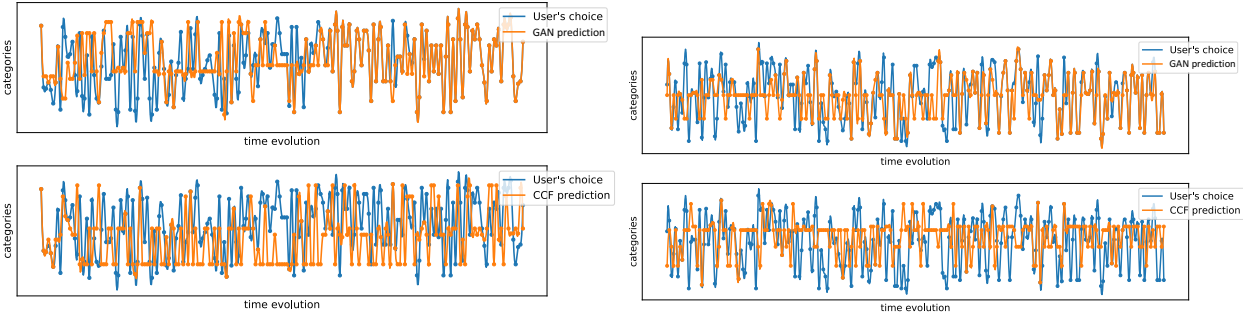 User's choice
GAN prediction
categories
time evolution
User's choice
CCF prediction
categories
time evolution
User's choice
GAN prediction
categories
time evolution
User's choice
CCF prediction
categories
time evolution